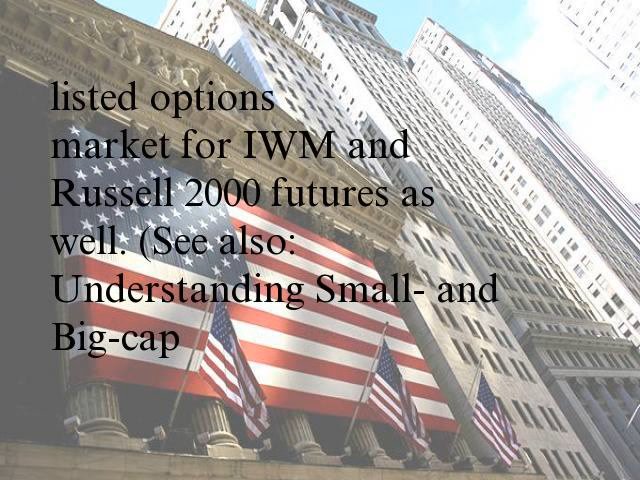 listed options
market for IWM and
Russell 2000 futures as
well. (See also:
Understanding Small- and
Big-cap